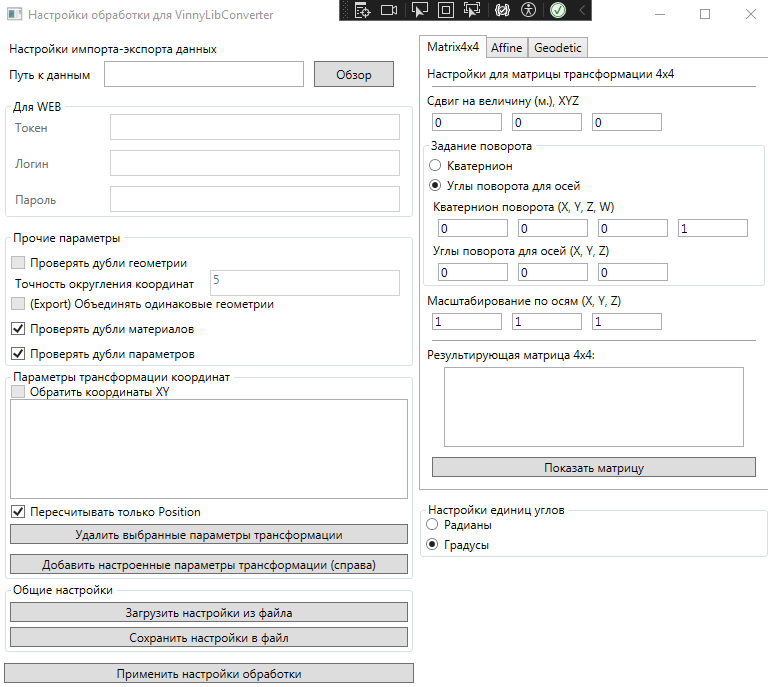 Настройки обработки для VinnyLibConverter
Настройки импорта-экспорта данных
Путь к данным
Обзор
Для WEB
Токен
Логин
Пароль
Прочие параметры
Проверять дубли геометрии
Точность округления координат 5
(Export) Объединять одинаковые геометрии
Проверять дубли материалов
Проверять дубли параметров
Параметры трансформации координат
Обратить координаты XY
Пересчитывать только Position
Удалить выбранные параметры трансформации
Добавить настроенные параметры трансформации (справа)
Общие настройки
Загрузить настройки из файла
Сохранить настройки в файл
Применить настройки обработки
Matrix4x4 Affine Geodetic
Настройки для матрицы трансформации 4x4
Сдвиг на величину (м.), XYZ
0 0 0
Задание поворота
Кватернион
Углы поворота для осей
Кватернион поворота (X, Y, Z, W)
0 0 0 1
Углы поворота для осей (X, Y, Z)
0 0 0
Масштабирование по осям (X, Y, Z)
1 1 1
Результирующая матрица 4x4:
Показать матрицу
Настройки единиц углов
Радианы
Градусы